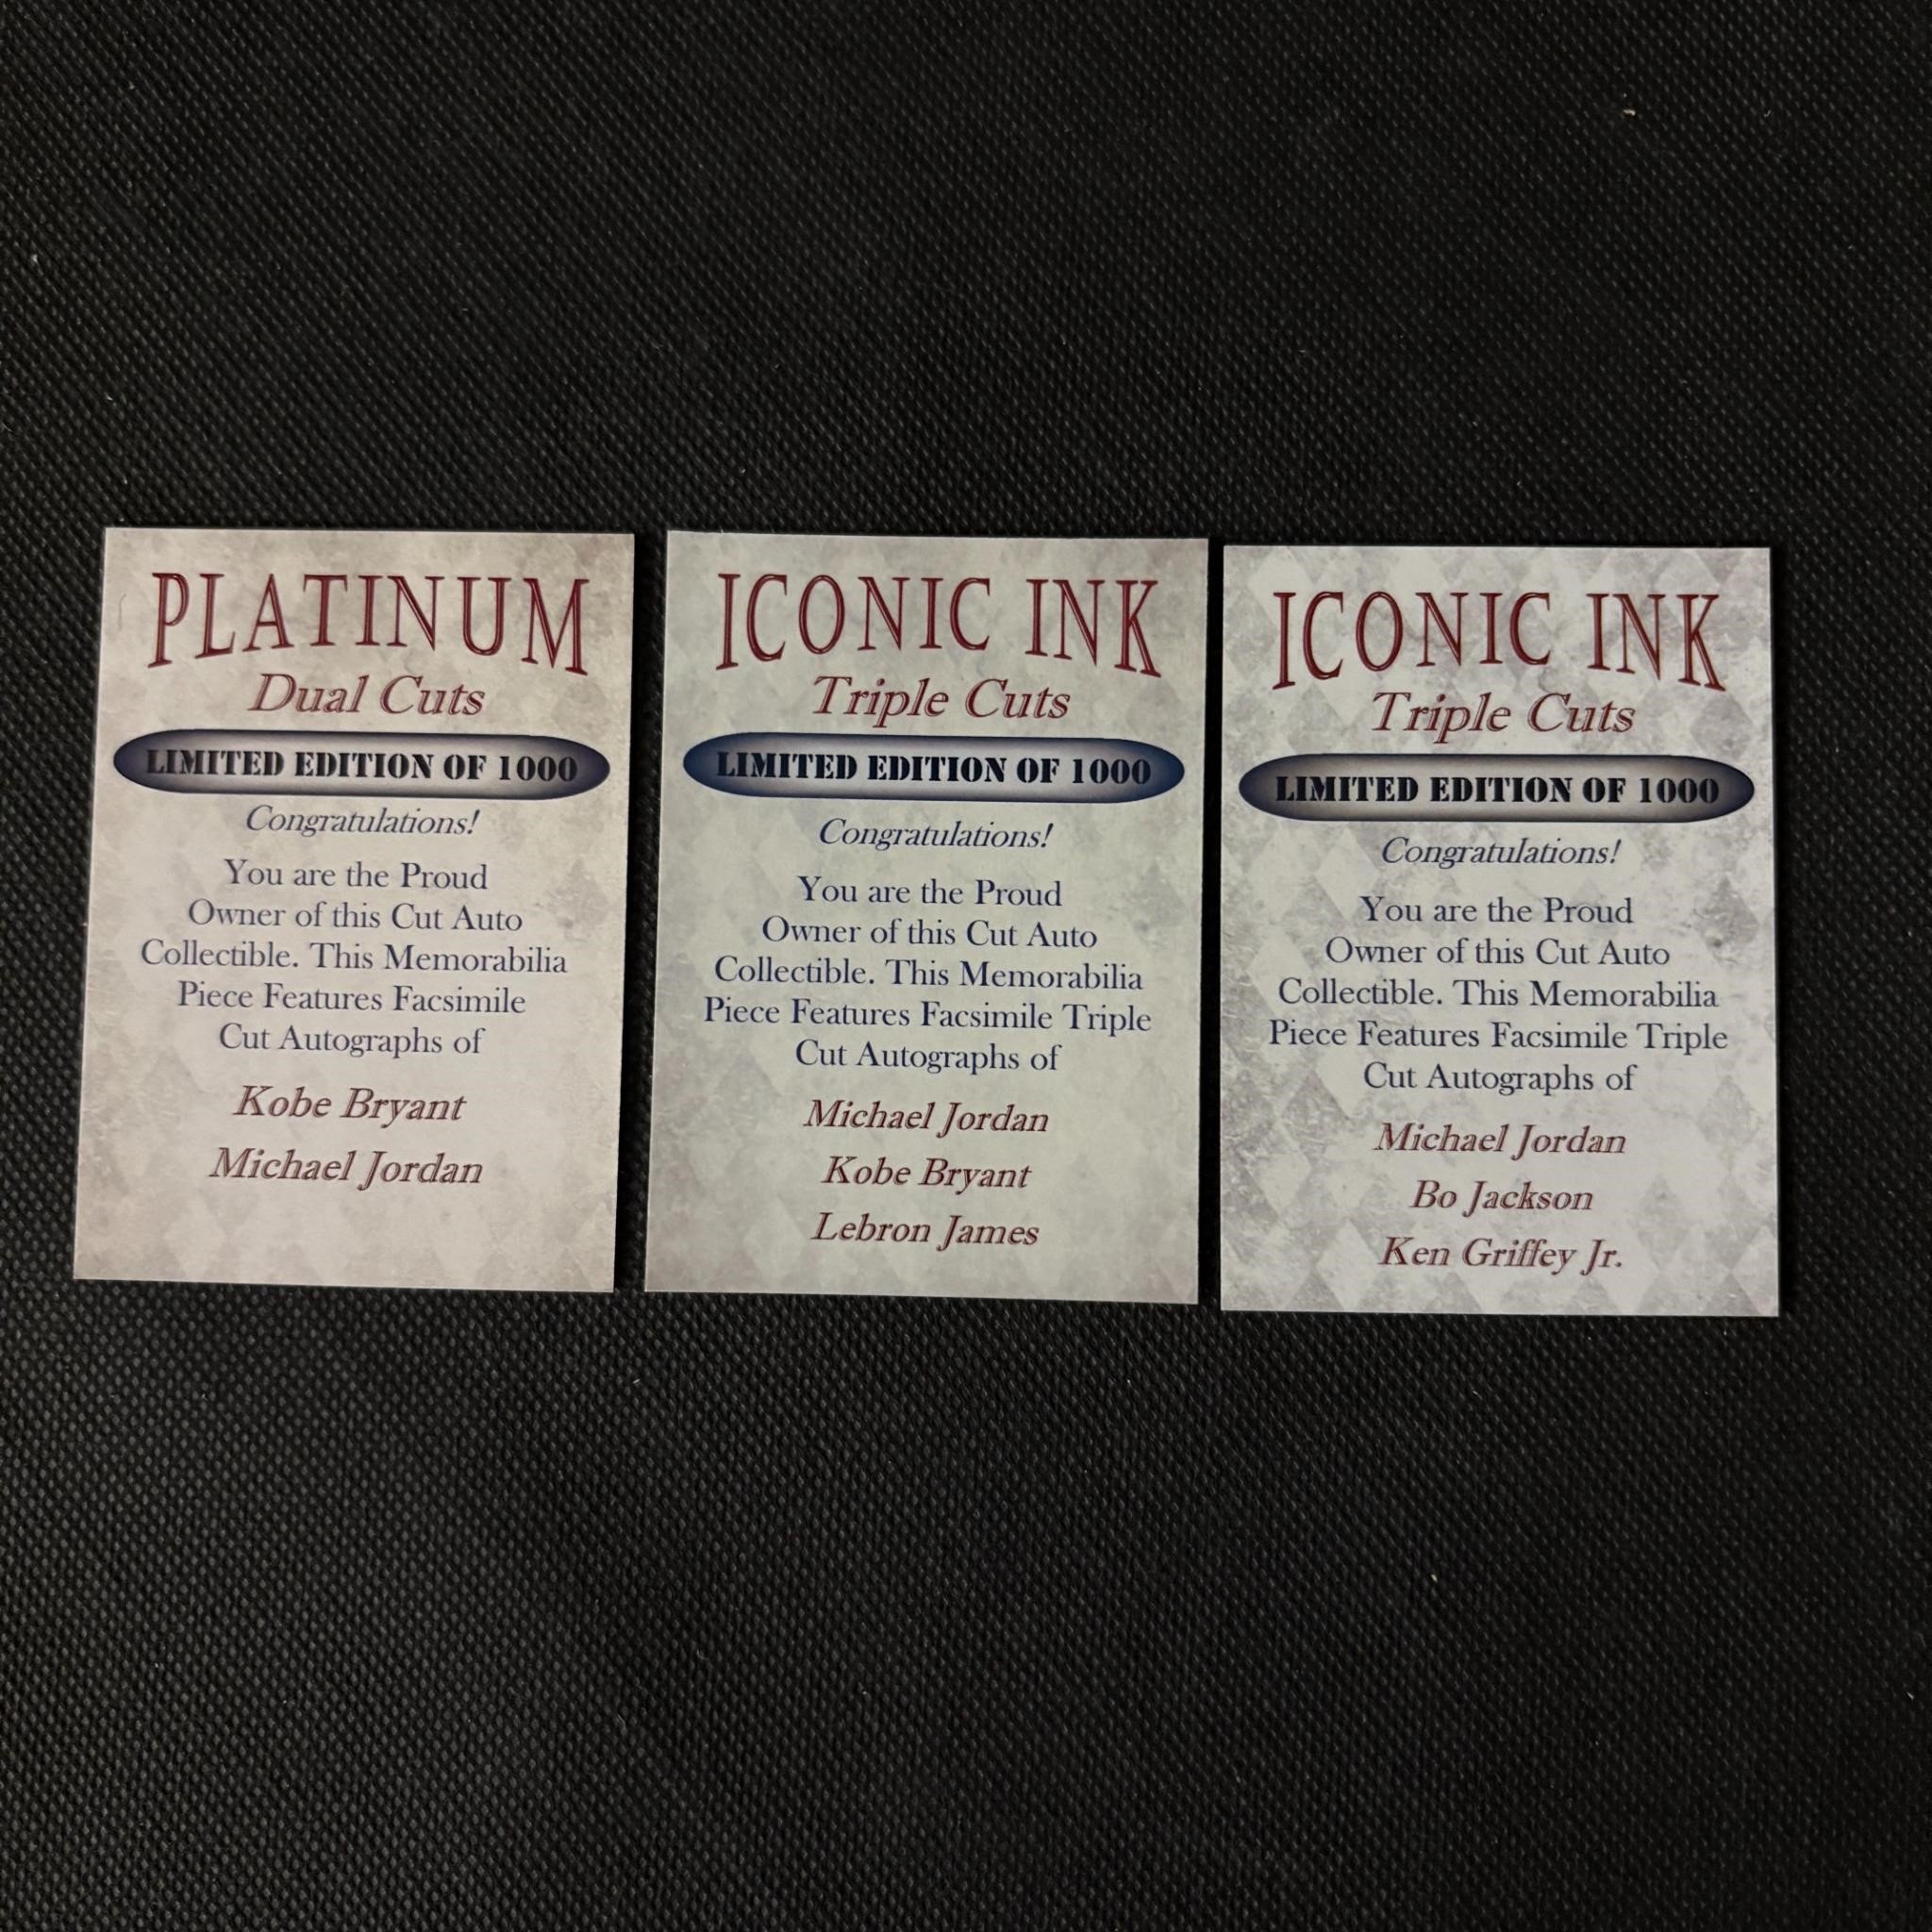 PLATINUM
Dual Cuts
LIMITED EDITION OF 1000
Congratulations!
You are the Proud
Owner of this Cut Auto
Collectible. This Memorabilia
Piece Features Facsimile
Cut Autographs of
Kobe Bryant
Michael Jordan
ICONIC INK
Triple Cuts
LIMITED EDITION OF 1000
Congratulations!
You are the Proud
Owner of this Cut Auto
Collectible. This Memorabilia
Piece Features Facsimile Triple
Cut Autographs of
Michael Jordan
Kobe Bryant
Lebron James
ICONIC INK
Triple Cuts
LIMITED EDITION OF 1000
Congratulations!
You are the Proud
Owner of this Cut Auto
Collectible. This Memorabilia
Piece Features Facsimile Triple
Cut Autographs of
Michael Jordan
Bo Jackson
Ken Griffey Jr.